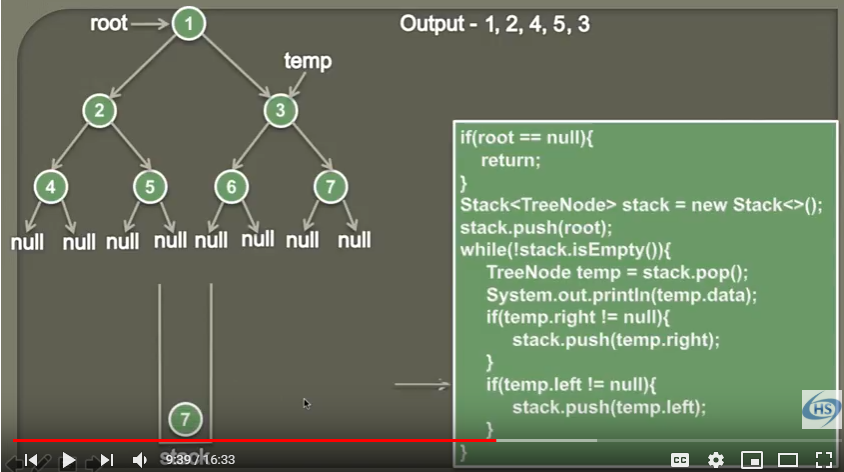 root
1
Output - 1, 2, 4, 5, 3
temp
2
3
4
5
6
7
null null null null null null null null
if(root == null){
return;
}
Stack<TreeNode> stack = new Stack<>();
stack.push(root);
while(!stack.isEmpty()){
TreeNode temp = stack.pop();
System.out.println(temp.data);
if(temp.right != null){
stack.push(temp.right);
}
if(temp.left != null){
stack.push(temp.left);
}
}
7
stack
HS
9:39 / 16:33
CC